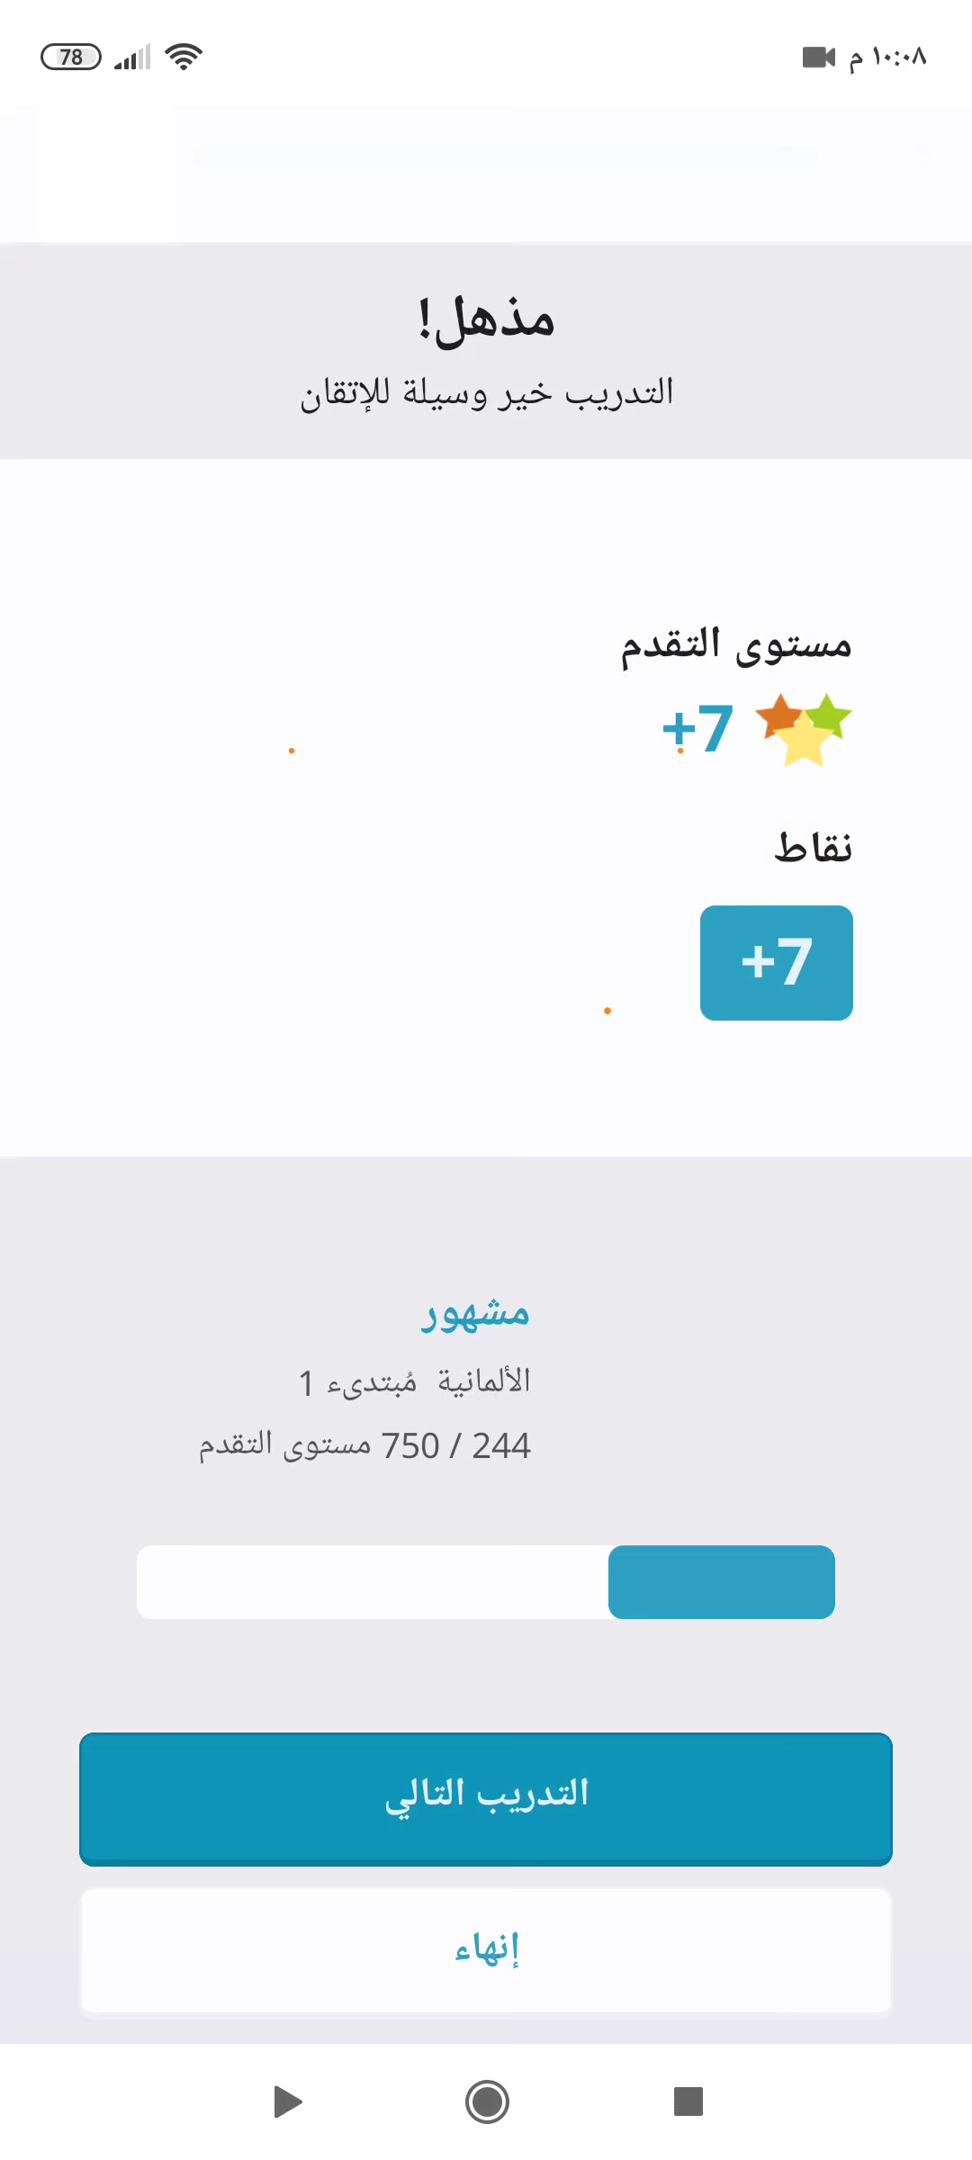 ١٠:٠٨ م
78
مذهل!
التدريب خير وسيلة للإتقان
مستوى التقدم
+7
نقاط
+7
مشهور
الألمانية مُبتدىء 1
244 / 750 مستوى التقدم
التدريب التالي
إنهاء